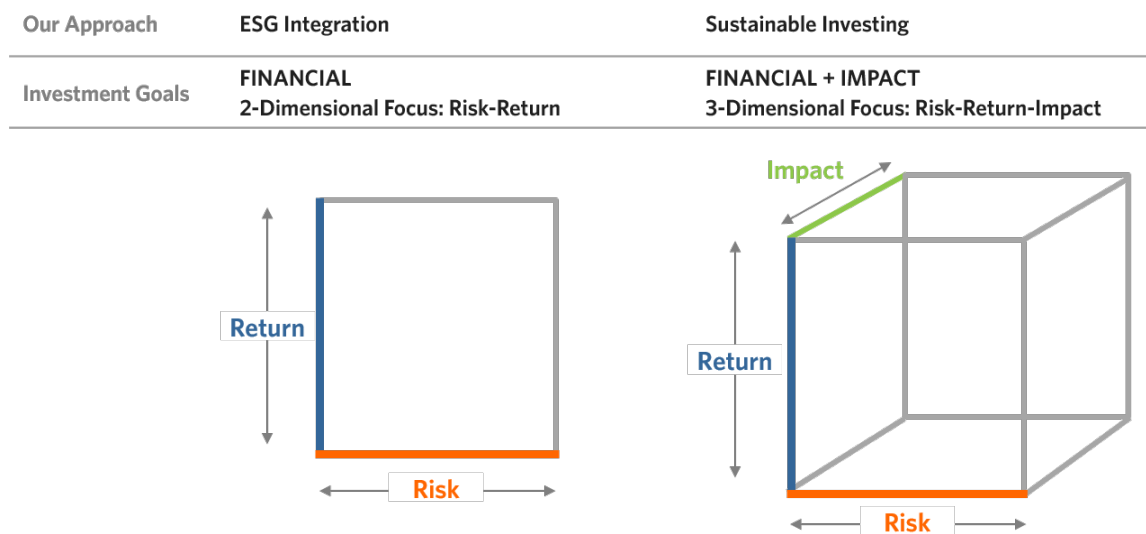 Our Approach
ESG Integration
Sustainable Investing
Investment Goals
FINANCIAL
2-Dimensional Focus: Risk-Return
FINANCIAL + IMPACT
3-Dimensional Focus: Risk-Return-Impact
Return
Risk
Impact
Return
Risk